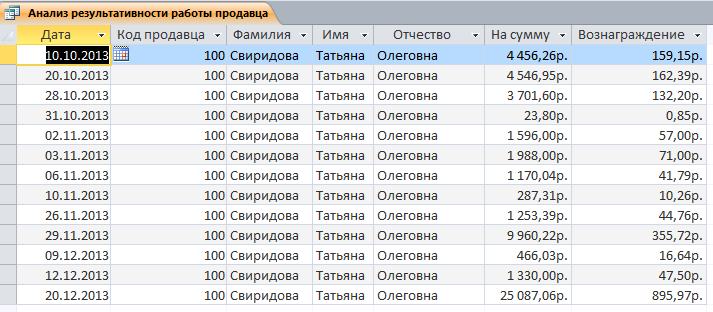 Анализ результативности работы продавца
Дата Код продавца Фамилия Имя Отчество На сумму Вознаграждение
10.10.2013 100 Свиридова Татьяна Олеговна 4 456,26р. 159,15р.
20.10.2013 100 Свиридова Татьяна Олеговна 4 546,95р. 162,39р.
28.10.2013 100 Свиридова Татьяна Олеговна 3 701,60р. 132,20р.
31.10.2013 100 Свиридова Татьяна Олеговна 23,80р. 0,85р.
02.11.2013 100 Свиридова Татьяна Олеговна 1 596,00р. 57,00р.
03.11.2013 100 Свиридова Татьяна Олеговна 1 988,00р. 71,00р.
06.11.2013 100 Свиридова Татьяна Олеговна 1 170,04р. 41,79р.
10.11.2013 100 Свиридова Татьяна Олеговна 287,31р. 10,26р.
26.11.2013 100 Свиридова Татьяна Олеговна 1 253,39р. 44,76р.
29.11.2013 100 Свиридова Татьяна Олеговна 9 960,22р. 355,72р.
09.12.2013 100 Свиридова Татьяна Олеговна 466,03р. 16,64р.
12.12.2013 100 Свиридова Татьяна Олеговна 1 330,00р. 47,50р.
20.12.2013 100 Свиридова Татьяна Олеговна 25 087,06р. 895,97р.